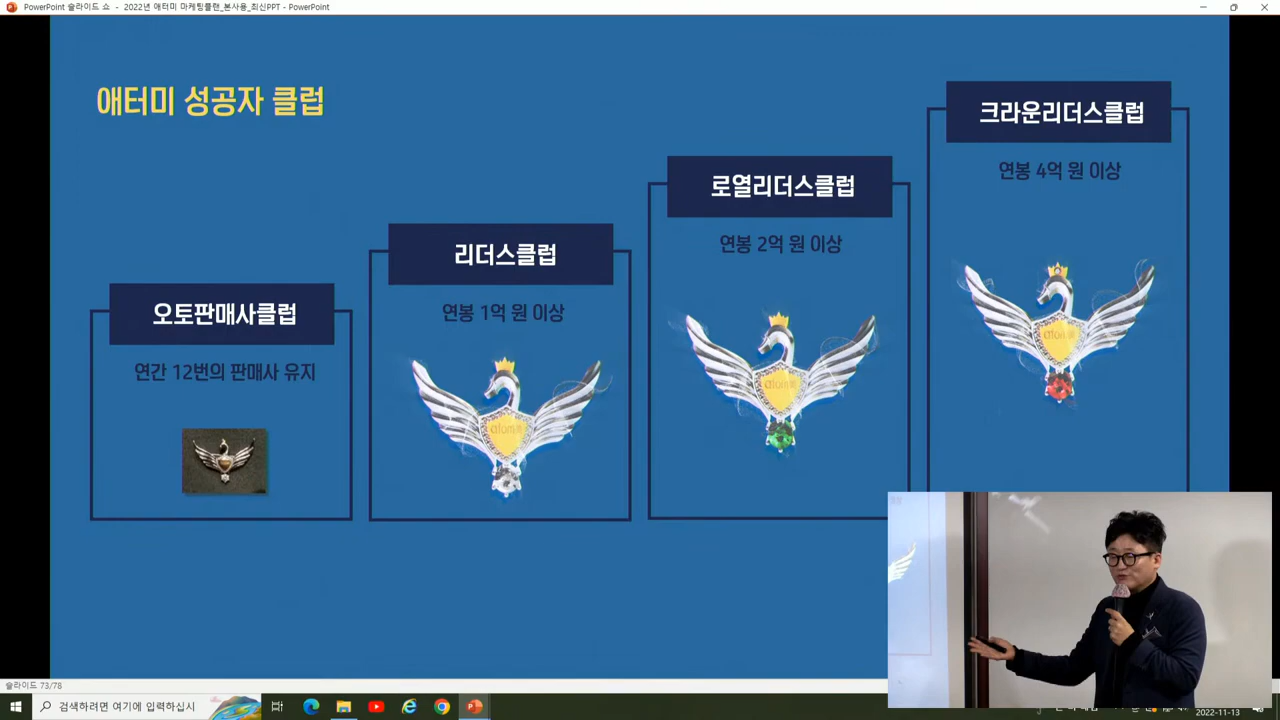 PowerPoint 슬라이드 쇼 - 2022년 애터미 마케팅플랜_본사용_최신PPT - PowerPoint
애터미 성공자 클럽
크라운리더스클럽
연봉 4억 원 이상
로열리더스클럽
연봉 2억 원 이상
리더스클럽
연봉 1억 원 이상
오토판매사클럽
연간 12번의 판매사 유지
슬라이드 73/78
검색하려면 여기에 입력하십시
2022-11-13